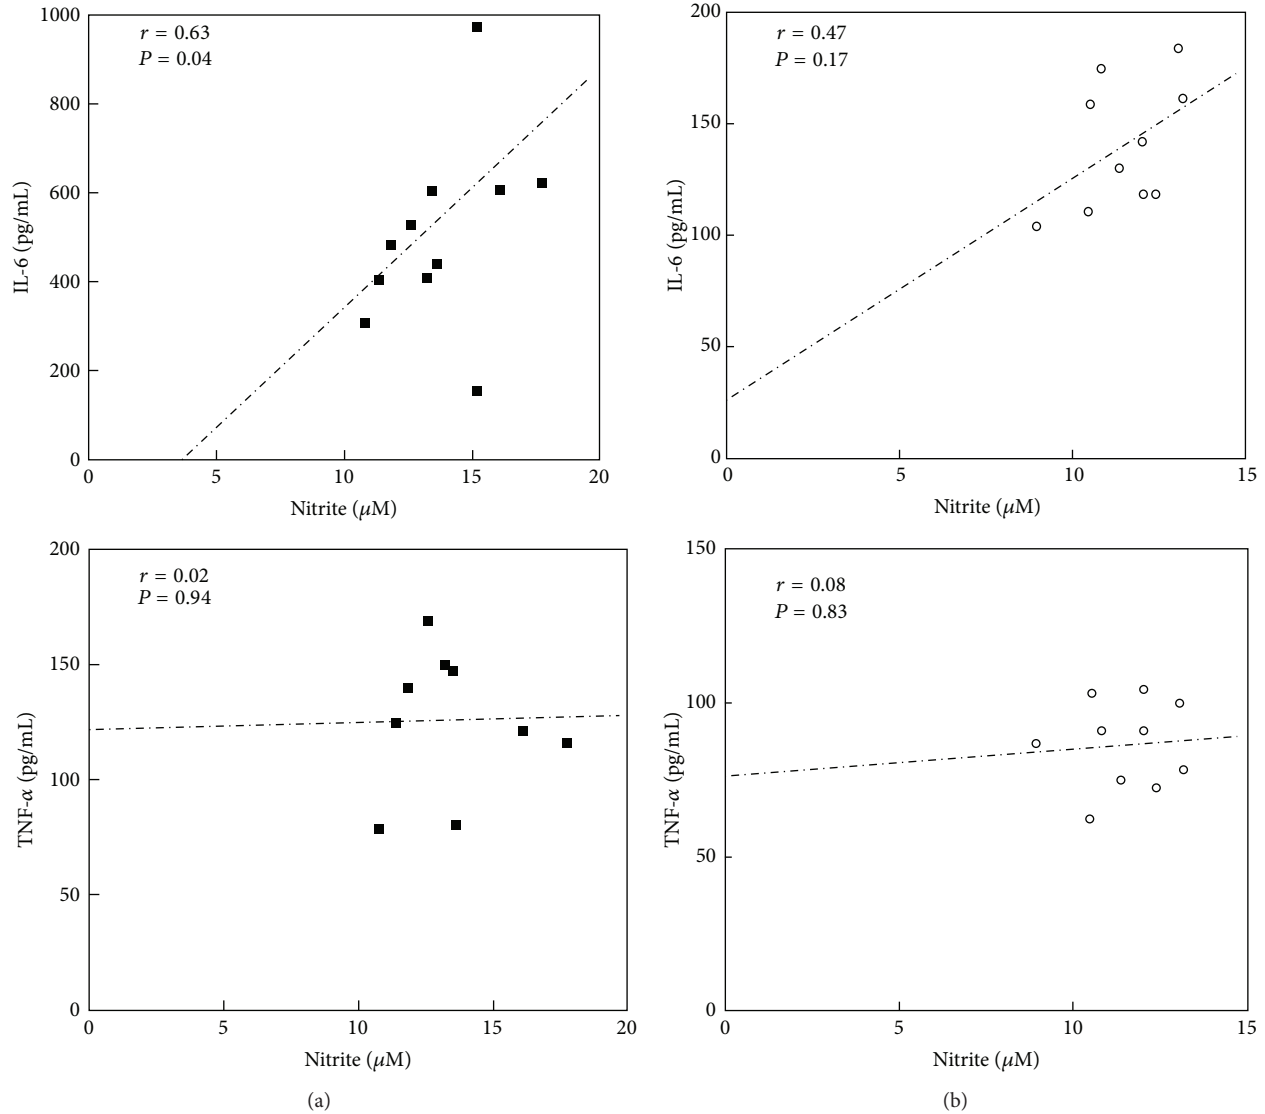 r = 0.63
P = 0.04
1000
800
600
400
200
0
IL-6 (pg/mL)
0 5 10 15 20
Nitrite (μM)
r = 0.47
P = 0.17
200
150
100
50
0
IL-6 (pg/mL)
0 5 10 15
Nitrite (μM)
r = 0.02
P = 0.94
200
150
100
50
0
TNF-α (pg/mL)
0 5 10 15 20
Nitrite (μM)
(a)
r = 0.08
P = 0.83
150
100
50
0
TNF-α (pg/mL)
0 5 10 15
Nitrite (μM)
(b)